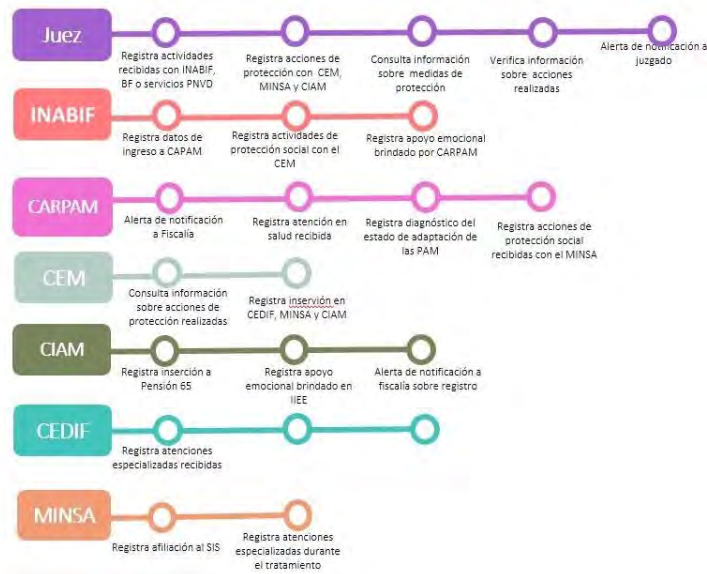 Juez
Registra actividades
recibidas con INABIF,
BF o servicios PNVD
Registra acciones de
protección con CEM,
MINSA y CIAM
Consulta información
sobre medidas de
protección
Verifica información
sobre acciones
realizadas
Alerta de notificación a
juzgado
INABIF
Registra datos de
ingreso a CAPAM
Registra actividades de
protección social con el
CEM
Registra apoyo emocional
brindado por CARPAM
CARPAM
Alerta de notificación
a Fiscalía
Registra atención en
salud recibida
Registra diagnóstico del
estado de adaptación de
las PAM
Registra acciones de
protección social
recibidas con el MINSA
CEM
Consulta información
sobre acciones de
protección realizadas
Registra inservión en
CEDIF, MINSA y CIAM
CIAM
Registra inserción a
Pensión 65
Registra apoyo
emocional brindado en
IIEE
Alerta de notificación a
fiscalía sobre registro
CEDIF
Registra atenciones
especializadas recibidas
MINSA
Registra afiliación al SIS
Registra atenciones
especializadas durante
el tratamiento